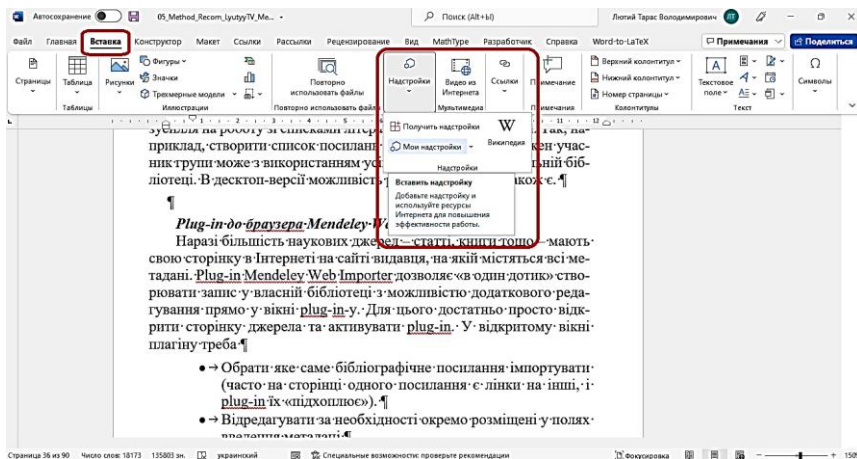 Автосохранение
05_Method_Recom_LyutyyTV_Me...
Поиск (Alt+Ы)
Лютий Тарас Володимирович
ЛТ
Файл Главная Вставка Конструктор Макет Ссылки Рассылки Рецензирование Вид MathType Разработчик Справка Word-to-LaTeX
Примечания
Поделиться
Страницы
Таблица
Таблицы
Рисунки
Фигуры
Значки
Трехмерные модели
Иллюстрации
Повторно
использовать файлы
Повторно использовать файлы
Надстройки
Видео из
Интернета
Мультимедиа
Ссылки
Примечание
Примечания
Верхний колонтитул
Нижний колонтитул
Номер страницы
Колонтитулы
Текстовое
поле
Текст
Символы
Получить надстройки
Мои надстройки
Википедия
Надстройки
Вставить надстройку
Добавьте надстройку и
используйте ресурсы
Интернета для повышения
эффективности работы.
зусилля на роботу зі списками
приклад, створити список посилань
ник групи може з використанням
ліотеці. В десктоп-версії можливість
Plug-in до браузера Mendeley
Наразі більшість наукових джерел – статті, книги тощо – мають
свою сторінку в Інтернеті на сайті видавця, на якій містяться всі ме-
тадані. Plug-in Mendeley Web Importer дозволяє «в один дотик» ство-
рювати запис у власній бібліотеці з можливістю додаткового реда-
гування прямо у вікні plug-in-у. Для цього достатньо просто відк-
рити сторінку джерела та активувати plug-in. У відкритому вікні
плагіну треба
Обрати яке саме бібліографічне посилання імпортувати
(часто на сторінці одного посилання є лінки на інші, і
plug-in їх «підхоплює»).
Відредагувати за необхідності окремо розміщені у полях
введення метадані
Страница 36 из 90 Число слов: 18173 135803 зн. украинский Специальные возможности: проверьте рекомендации Фокусировка 150%